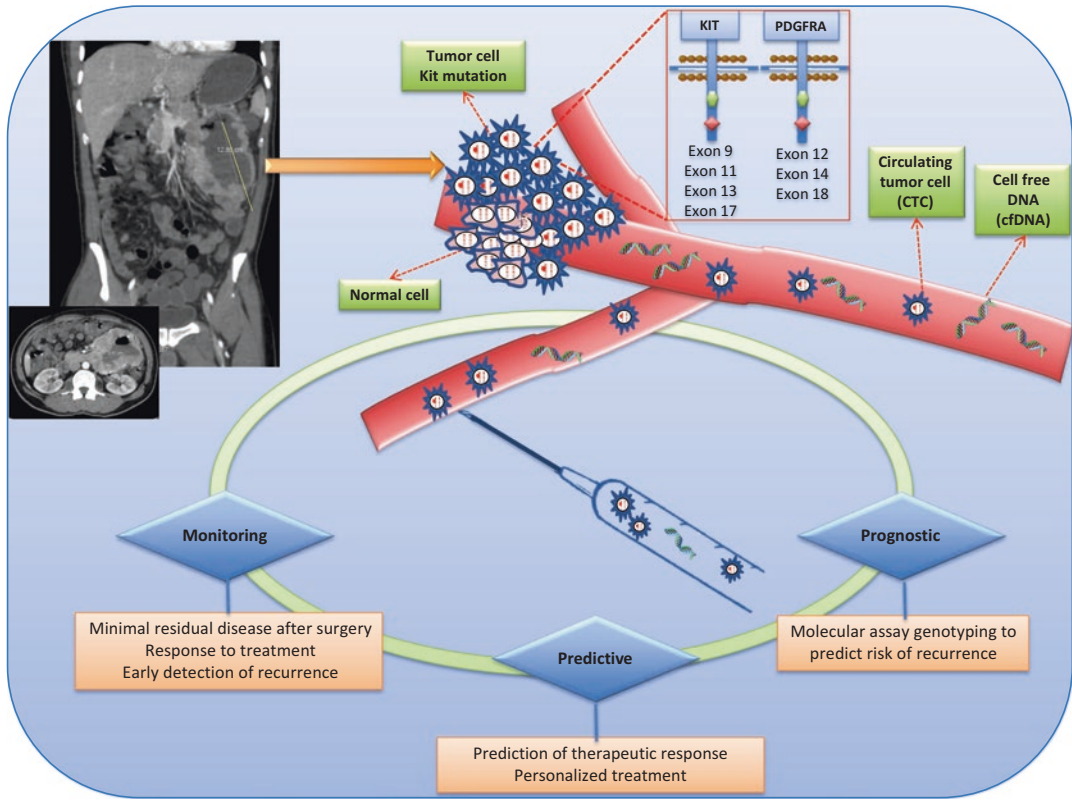 KIT
PDGFRA
Tumor cell
Kit mutation
Exon 9
Exon 11
Exon 13
Exon 17
Exon 12
Exon 14
Exon 18
Circulating
tumor cell
(CTC)
Cell free
DNA
(cfDNA)
Normal cell
Monitoring
Minimal residual disease after surgery
Response to treatment
Early detection of recurrence
Predictive
Prediction of therapeutic response
Personalized treatment
Prognostic
Molecular assay genotyping to
predict risk of recurrence